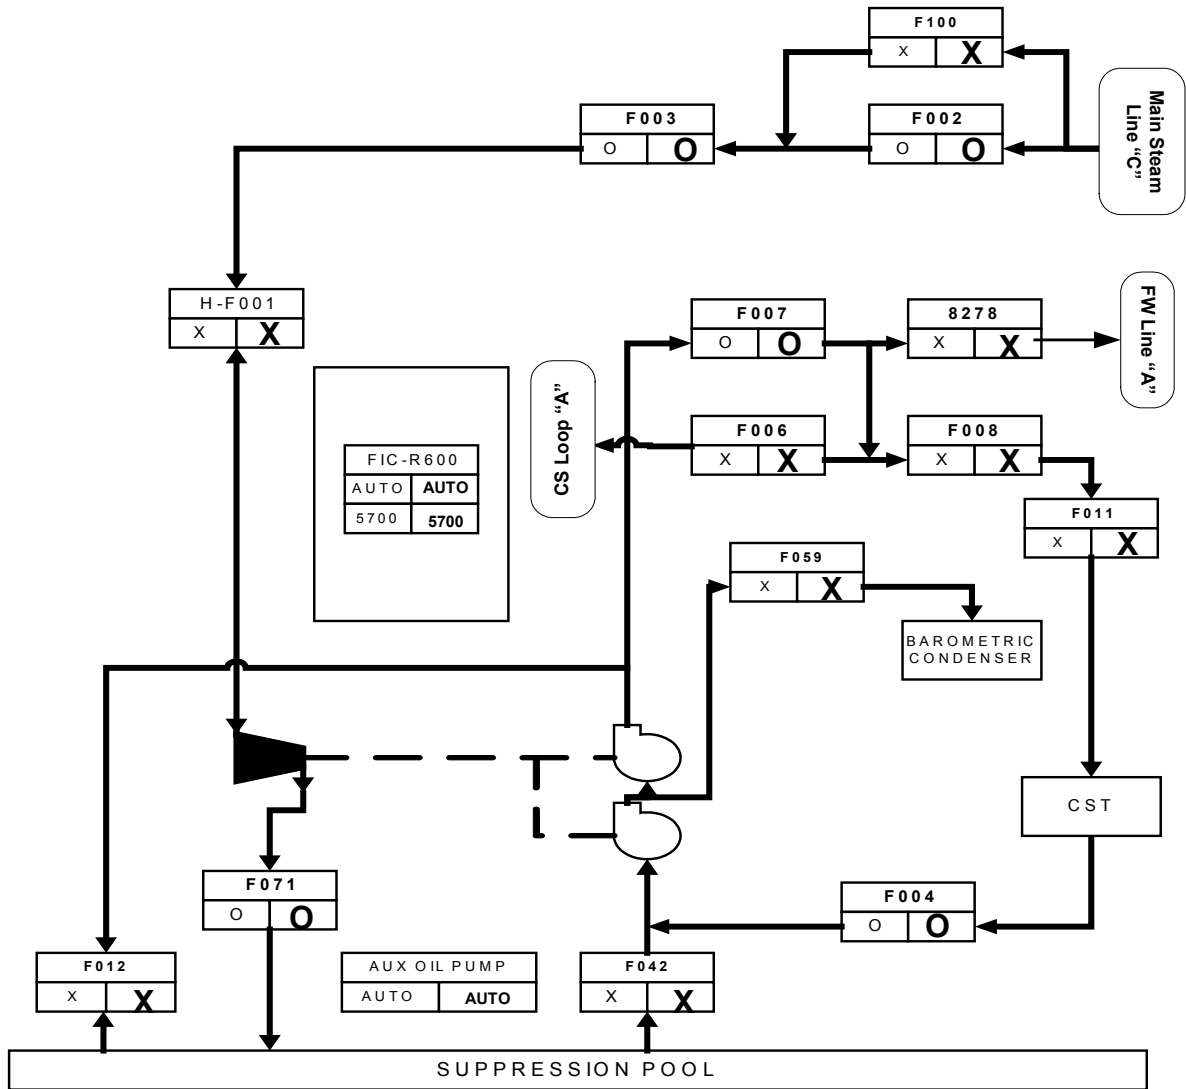 F100
X X
Main Steam
Line "C"
F003
O O
F002
O O
H-F001
X X
F007
O O
8278
X X
FW Line "A"
CS Loop "A"
F006
X X
F008
X X
FIC-R600
AUTO AUTO
5700 5700
F011
X X
F059
X X
BAROMETRIC
CONDENSER
CST
F071
O O
F004
O O
F012
X X
AUX OIL PUMP
AUTO AUTO
F042
X X
SUPPRESSION POOL